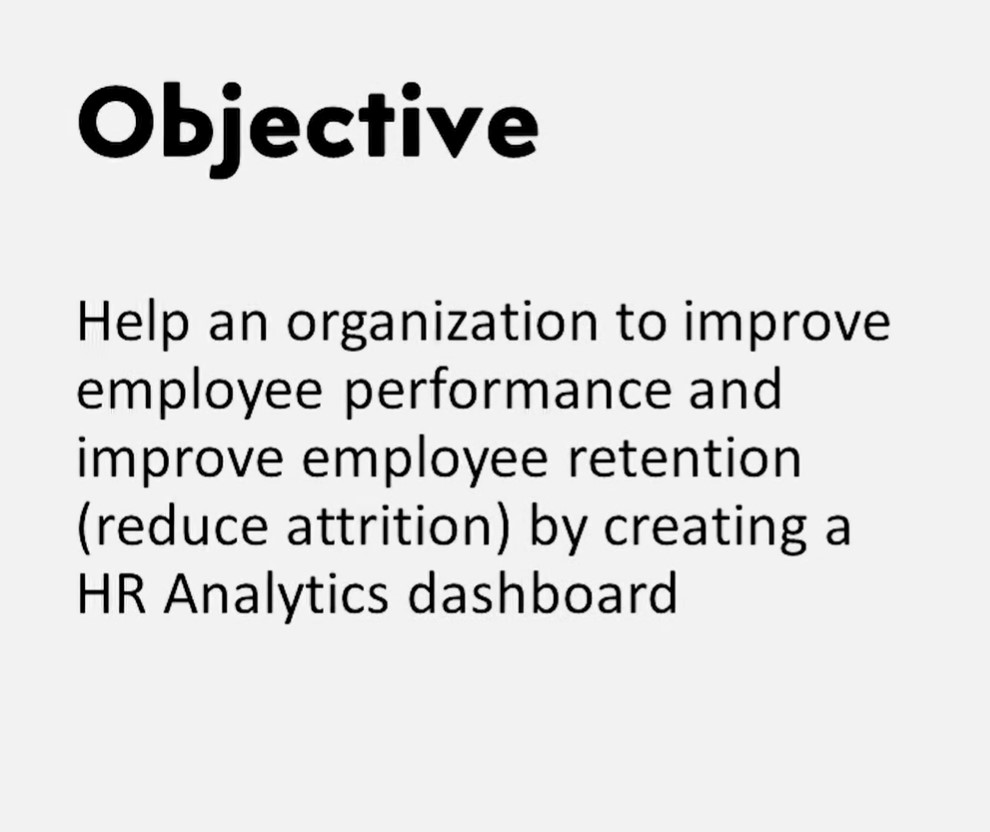 Objective
Help an organization to improve
employee performance and
improve employee retention
(reduce attrition) by creating a
HR Analytics dashboard